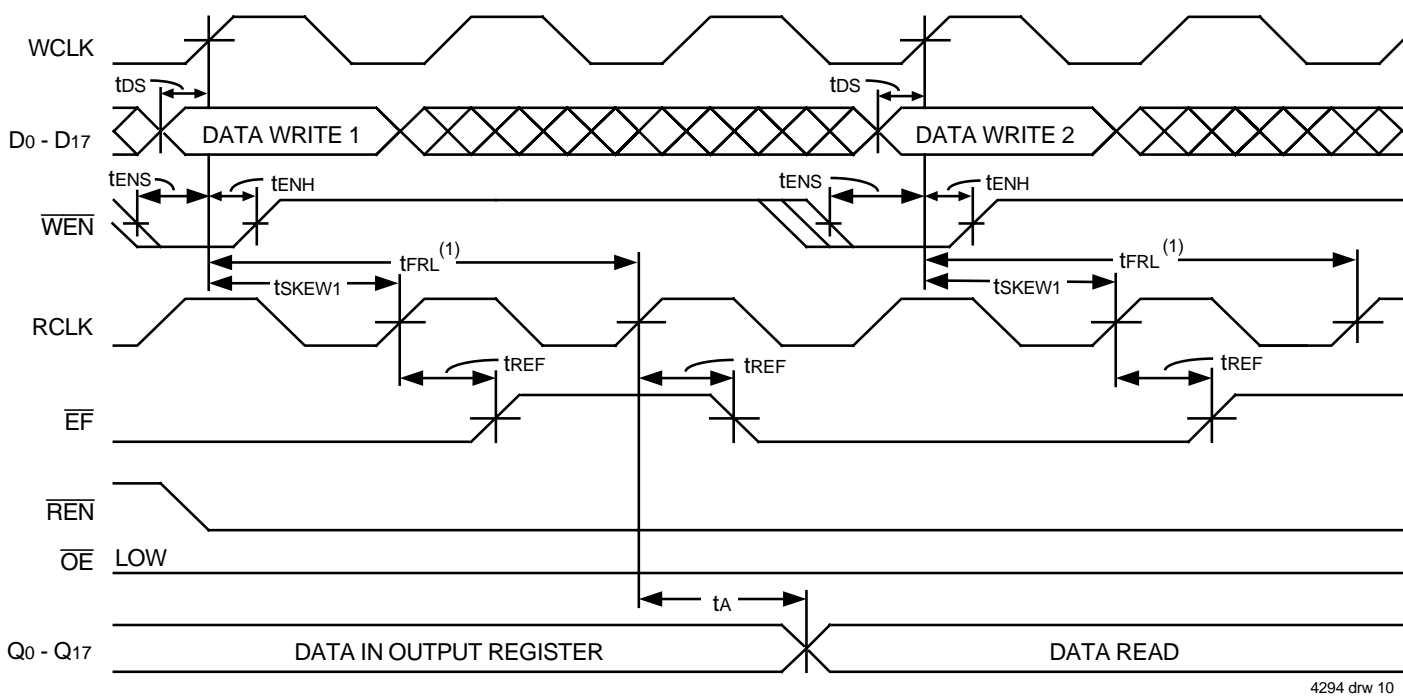 WCLK
tDS
tDS
D0 - D17
DATA WRITE 1
DATA WRITE 2
tENS
tENH
tENS
tENH
WEN
tFRL(1)
tFRL(1)
tSKEW1
tSKEW1
RCLK
tREF
tREF
tREF
EF
REN
OE
LOW
tA
Q0 - Q17
DATA IN OUTPUT REGISTER
DATA READ
4294 drw 10